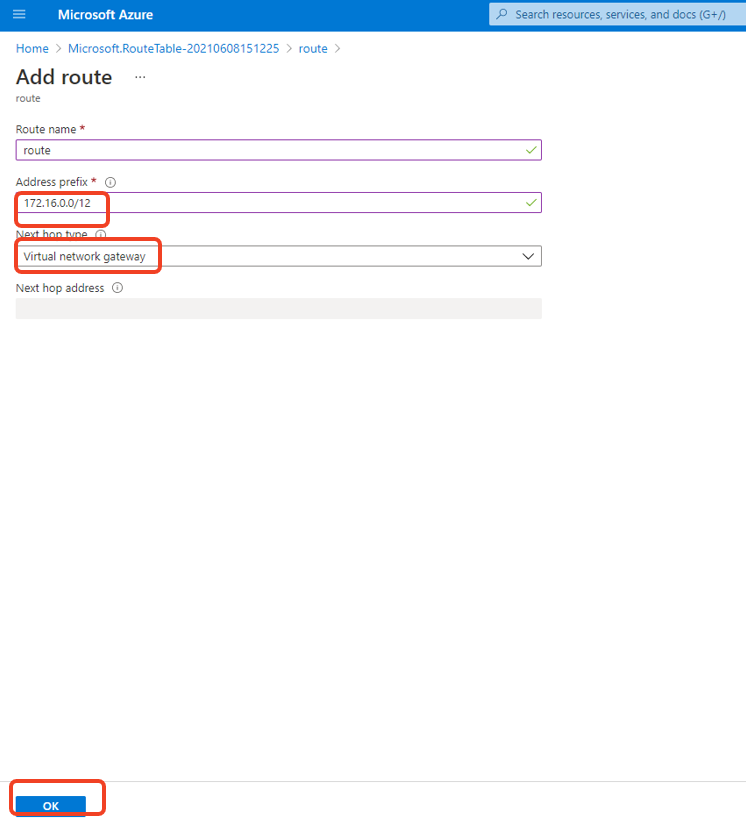 Microsoft Azure
Search resources, services, and docs (G+/)
Home > Microsoft.RouteTable-20210608151225 > route >
Add route ...
route
Route name *
route
Address prefix *
172.16.0.0/12
Next hop type
Virtual network gateway
Next hop address
OK